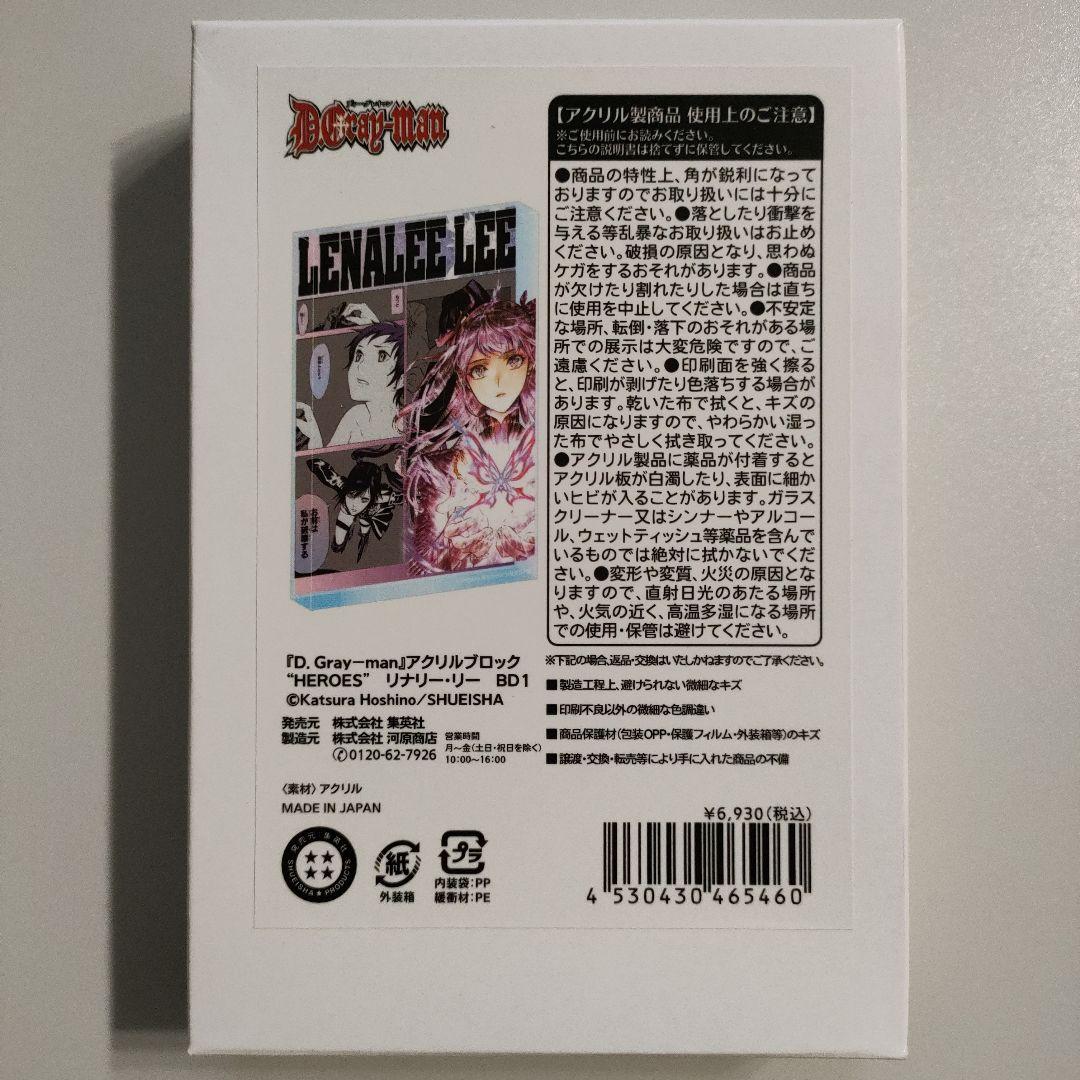 D.Gray-man
LENALEE LEE
お前は
私が破壊する
『D. Gray－man』アクリルブロック
“HEROES” リナリー・リー BD1
©Katsura Hoshino／SHUEISHA
発売元 株式会社 集英社
製造元 株式会社 河原商店
0120-62-7926
営業時間
月～金(土日・祝日を除く)
10:00～16:00
〈素材〉アクリル
MADE IN JAPAN
発売元 集英社
SHUEISHA★PRODUCTS
紙
外装箱
プラ
内装袋：PP
緩衝材：PE
【アクリル製商品 使用上のご注意】
※ご使用前にお読みください。
こちらの説明書は捨てずに保管してください。
●商品の特性上、角が鋭利になって
おりますのでお取り扱いには十分に
ご注意ください。●落としたり衝撃を
与える等乱暴なお取り扱いはお止め
ください。破損の原因となり、思わぬ
ケガをするおそれがあります。●商品
が欠けたり割れたりした場合は直ち
に使用を中止してください。●不安定
な場所、転倒・落下のおそれがある場
所での展示は大変危険ですので、ご
遠慮ください。●印刷面を強く擦る
と、印刷が剥げたり色落ちする場合が
あります。乾いた布で拭くと、キズの
原因になりますので、やわらかい湿っ
た布でやさしく拭き取ってください。
●アクリル製品に薬品が付着すると
アクリル板が白濁したり、表面に細か
いヒビが入ることがあります。ガラス
クリーナー又はシンナーやアルコー
ル、ウェットティッシュ等薬品を含んで
いるものでは絶対に拭かないでくだ
さい。●変形や変質、火災の原因とな
りますので、直射日光のあたる場所
や、火気の近く、高温多湿になる場所
での使用・保管は避けてください。
※下記の場合、返品・交換はいたしかねますのでご了承ください。
■製造工程上、避けられない微細なキズ
■印刷不良以外の微細な色調違い
■商品保護材(包装OPP・保護フィルム・外装箱等)のキズ
■譲渡・交換・転売等により手に入れた商品の不備
¥6,930(税込)
4 530430 465460